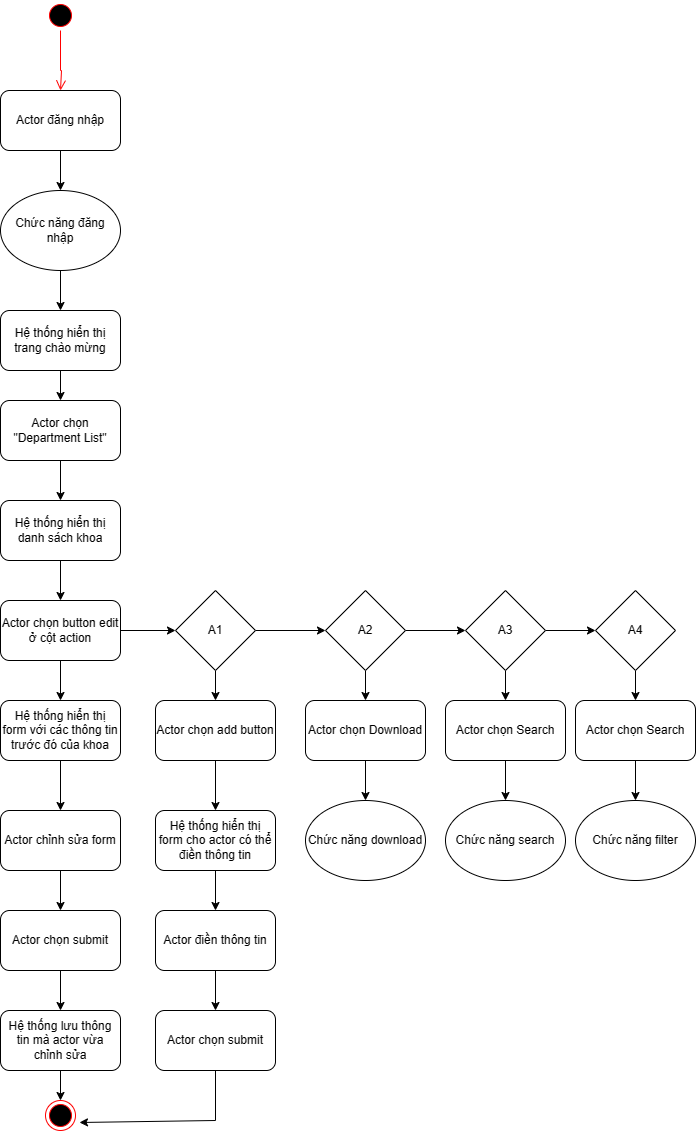 Actor đăng nhập
Chức năng đăng
nhập
Hệ thống hiển thị
trang chảo mừng
Actor chọn
"Department List"
Hệ thống hiển thị
danh sách khoa
Actor chọn button edit
ở cột action
A1
A2
A3
A4
Hệ thống hiển thị
form với các thông tin
trước đó của khoa
Actor chọn add button
Actor chọn Download
Actor chọn Search
Actor chọn Search
Actor chỉnh sửa form
Hệ thống hiển thị
form cho actor có thể
điền thông tin
Chức năng download
Chức năng search
Chức năng filter
Actor chọn submit
Actor điền thông tin
Hệ thống lưu thông
tin mà actor vừa
chỉnh sửa
Actor chọn submit